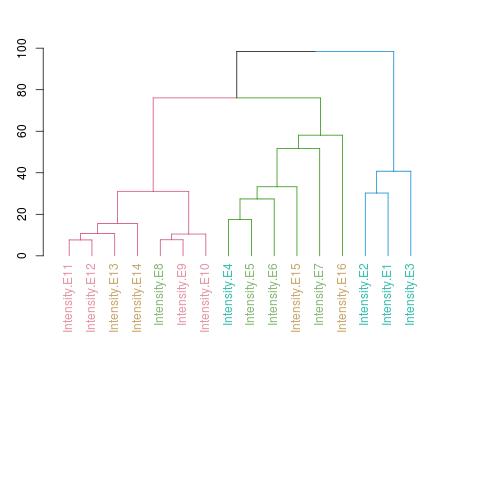 100
80
60
40
20
0
Intensity.E11
Intensity.E12
Intensity.E13
Intensity.E14
Intensity.E8
Intensity.E9
Intensity.E10
Intensity.E4
Intensity.E5
Intensity.E6
Intensity.E15
Intensity.E7
Intensity.E16
Intensity.E2
Intensity.E1
Intensity.E3